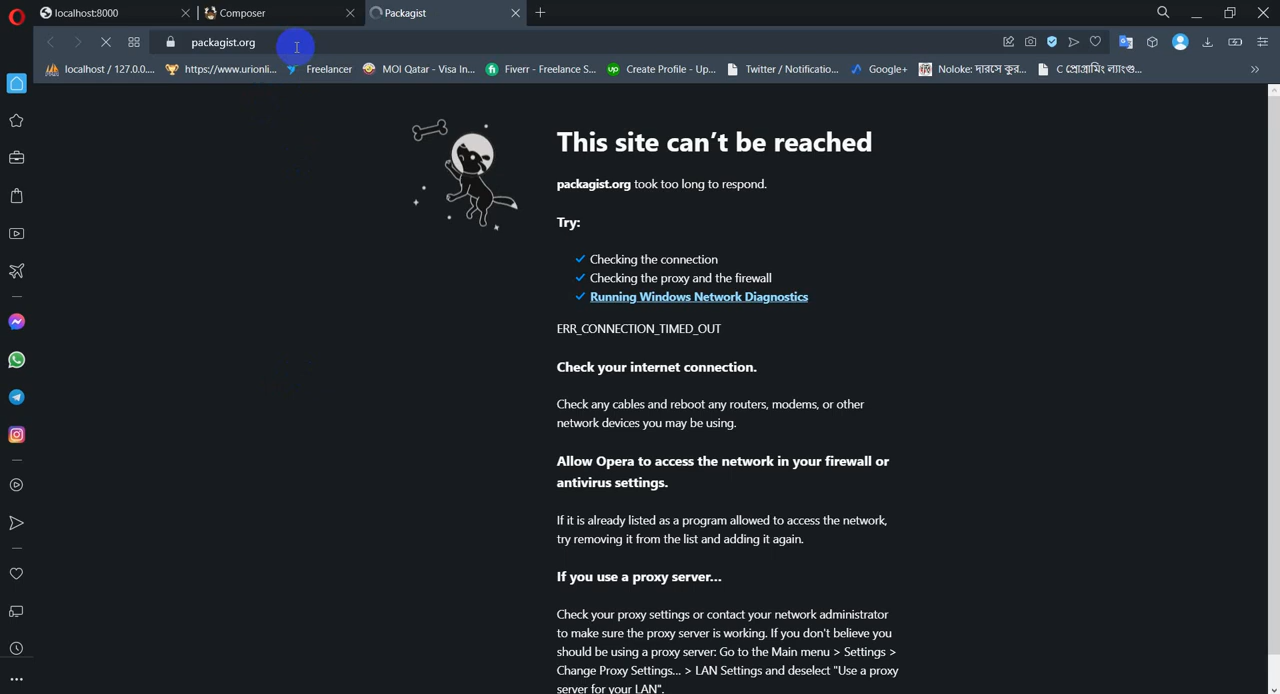 localhost:8000
Composer
Packagist
packagist.org
localhost / 127.0.0....
https://www.urionli...
Freelancer
MOI Qatar - Visa In...
Fiverr - Freelance S...
Create Profile - Up...
Twitter / Notificatio...
Google+
Noloke: দারসে কুর...
C প্রোগ্রামিং ল্যাংগু...
This site can’t be reached
packagist.org took too long to respond.
Try:
Checking the connection
Checking the proxy and the firewall
Running Windows Network Diagnostics
ERR_CONNECTION_TIMED_OUT
Check your internet connection.
Check any cables and reboot any routers, modems, or other
network devices you may be using.
Allow Opera to access the network in your firewall or
antivirus settings.
If it is already listed as a program allowed to access the network,
try removing it from the list and adding it again.
If you use a proxy server...
Check your proxy settings or contact your network administrator
to make sure the proxy server is working. If you don't believe you
should be using a proxy server: Go to the Main menu > Settings >
Change Proxy Settings... > LAN Settings and deselect "Use a proxy
server for your LAN".